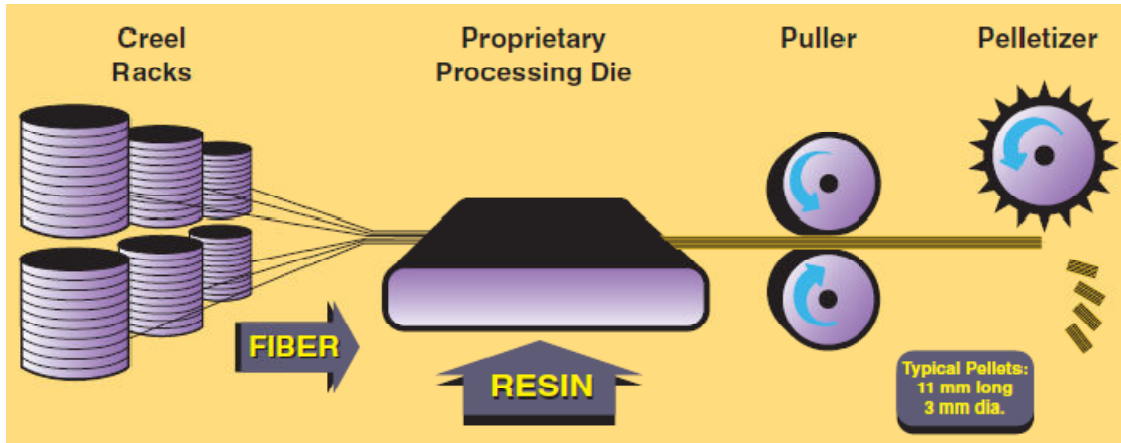 Creel
Racks
Proprietary
Processing Die
Puller
Pelletizer
FIBER
RESIN
Typical Pellets:
11 mm long
3 mm dia.